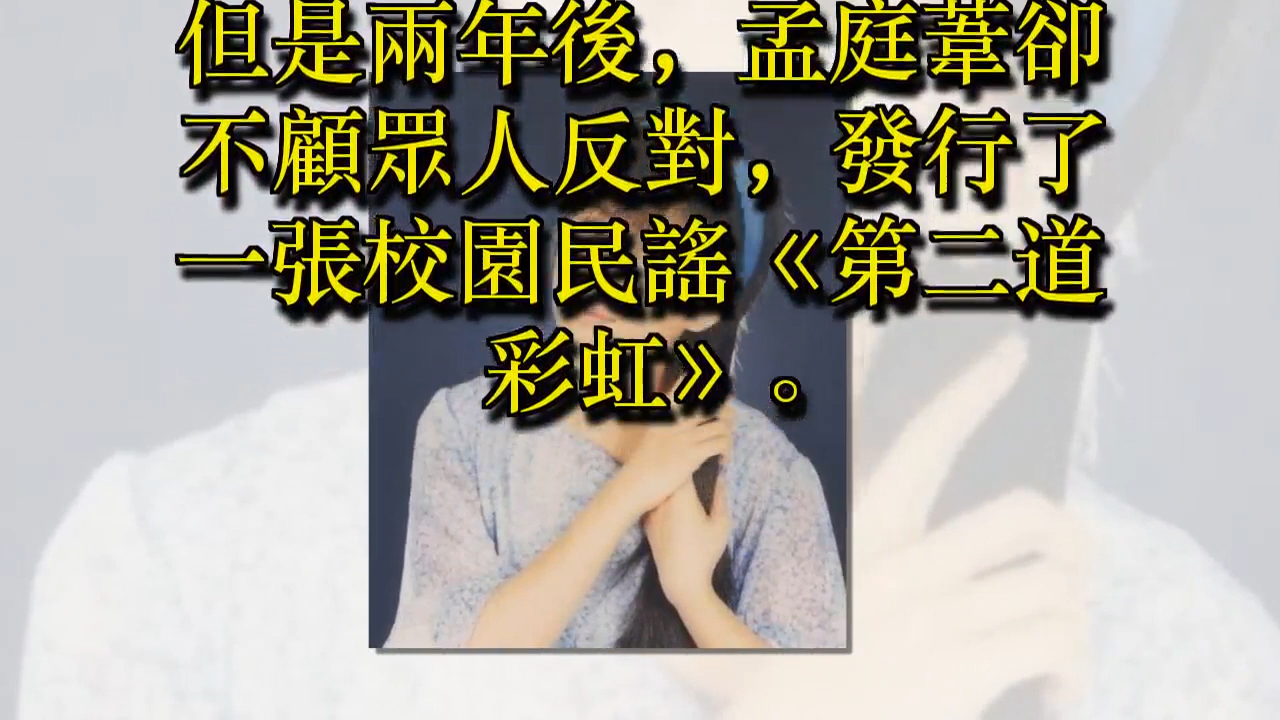 但是兩年後，孟庭葦卻
不顧眾人反對，發行了
一張校園民謠《第二道
彩虹》。